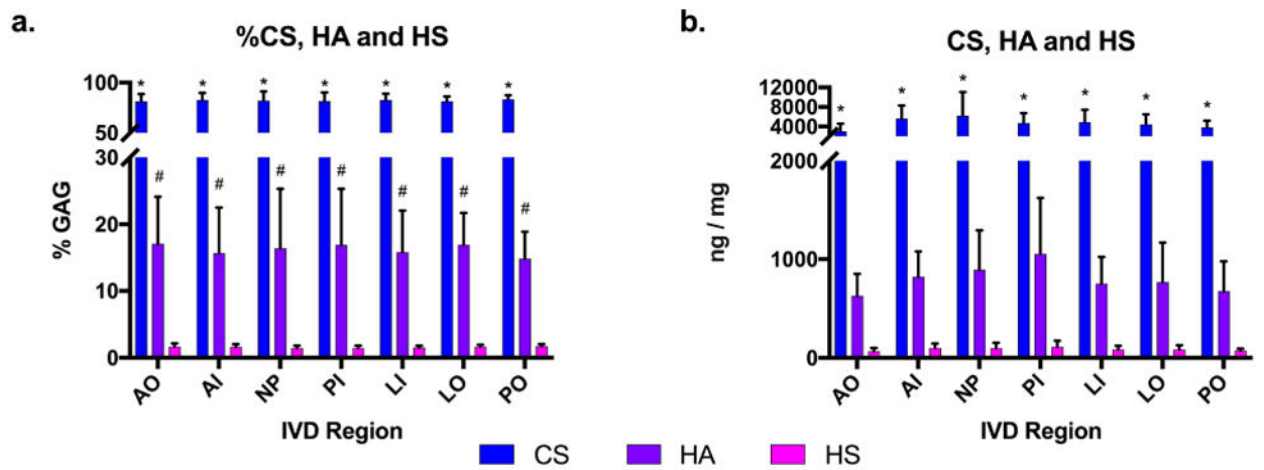 a.
%CS, HA and HS
% GAG
100
50
30
20
10
0
* * * * * * *
# # # # # # #
AO AI NP PI LI LO PO
IVD Region
b.
CS, HA and HS
ng / mg
12000
8000
4000
2000
1000
0
* * * * * * *
AO AI NP PI LI LO PO
IVD Region
CS HA HS